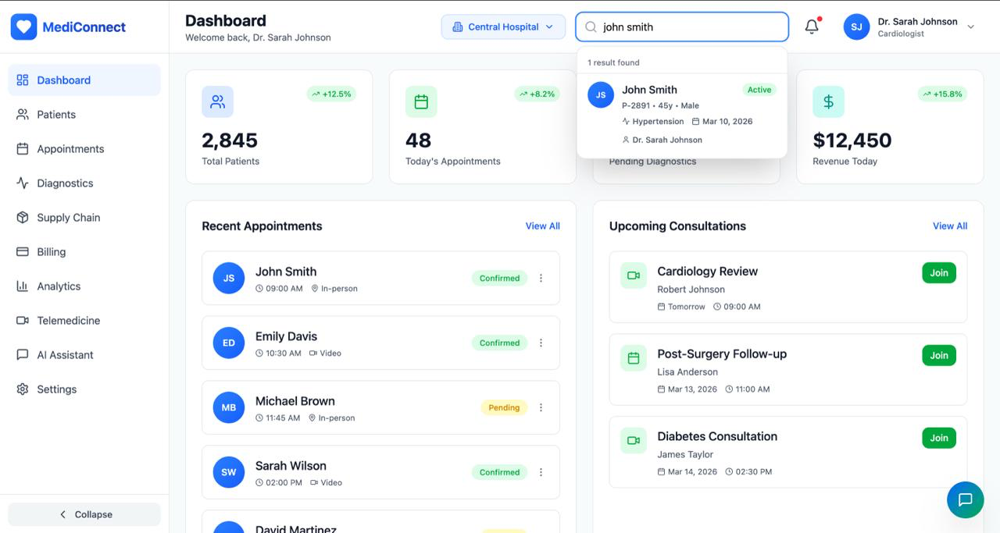 MediConnect
Dashboard
Welcome back, Dr. Sarah Johnson
Central Hospital
john smith
SJ
Dr. Sarah Johnson
Cardiologist
1 result found
JS
John Smith
Active
P-2891 • 45y • Male
Hypertension Mar 10, 2026
Dr. Sarah Johnson
Dashboard
Patients
Appointments
Diagnostics
Supply Chain
Billing
Analytics
Telemedicine
AI Assistant
Settings
Collapse
+12.5%
2,845
Total Patients
+8.2%
48
Today's Appointments
Pending Diagnostics
+15.8%
$12,450
Revenue Today
Recent Appointments
View All
JS
John Smith
09:00 AM In-person
Confirmed
ED
Emily Davis
10:30 AM Video
Confirmed
MB
Michael Brown
11:45 AM In-person
Pending
SW
Sarah Wilson
02:00 PM Video
Confirmed
David Martinez
Upcoming Consultations
View All
Cardiology Review
Robert Johnson
Tomorrow 09:00 AM
Join
Post-Surgery Follow-up
Lisa Anderson
Mar 13, 2026 11:00 AM
Join
Diabetes Consultation
James Taylor
Mar 14, 2026 02:30 PM
Join